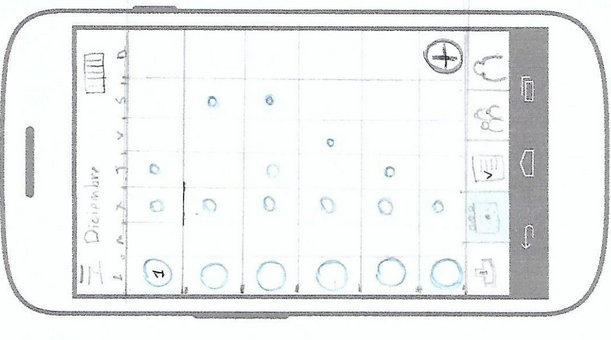 Diciembre
L m X J V S D
1